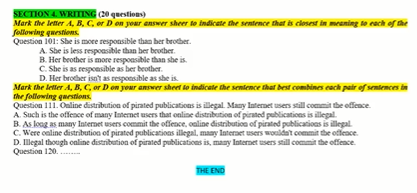 SECTION 4. WRITING (20 questions)
Mark the letter A, B, C, or D on your answer sheer to indicate the sentence that is closest in meaning to each of the
following questions.
Question 101: She is more responsible than her brother.
A. She is less responsible than her brother.
B. Her brother is more responsible than she is.
C. She is as responsible as her brother.
D. Her brother isn't as responsible as she is.
Mark the letter A, B, C, or D on your answer sheet to indicate the sentence that best combines each pair of sentences in
the following questions.
Question 111. Online distribution of pirated publications is illegal. Many Internet users still commit the offence.
A. Such is the offence of many Internet users that online distribution of pirated publications is illegal.
B. As long as many Internet users commit the offence, online distribution of pirated publications is illegal.
C. Were online distribution of pirated publications illegal, many Internet users wouldn't commit the offence.
D. Illegal though online distribution of pirated publications is, many Internet users still commit the offence.
Question 120. ………
THE END